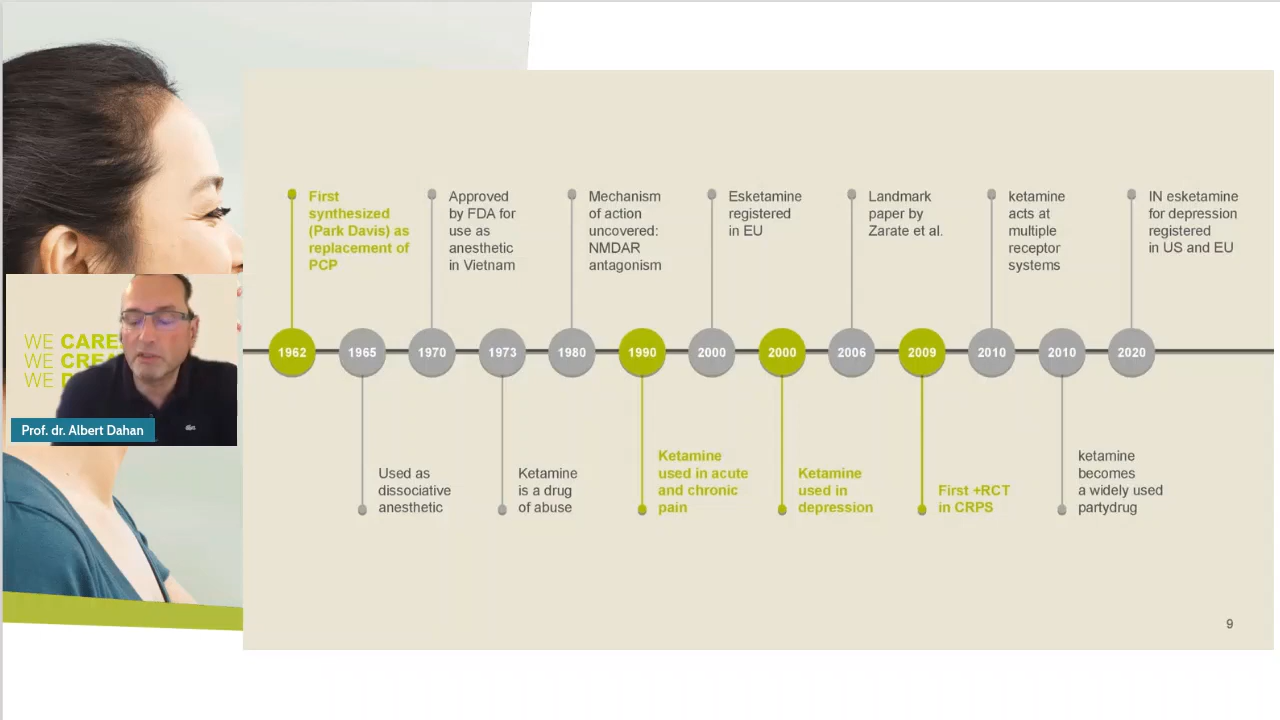 First
synthesized
(Park Davis) as
replacement of
PCP
Approved
by FDA for
use as
anesthetic
in Vietnam
Mechanism
of action
uncovered:
NMDAR
antagonism
Esketamine
registered
in EU
Landmark
paper by
Zarate et al.
ketamine
acts at
multiple
receptor
systems
IN esketamine
for depression
registered
in US and EU
1962 1965 1970 1973 1980 1990 2000 2000 2006 2009 2010 2010 2020
Used as
dissociative
anesthetic
Ketamine
is a drug
of abuse
Ketamine
used in acute
and chronic
pain
Ketamine
used in
depression
First +RCT
in CRPS
ketamine
becomes
a widely used
partydrug
WE CARE
WE
WE
Prof. dr. Albert Dahan
9